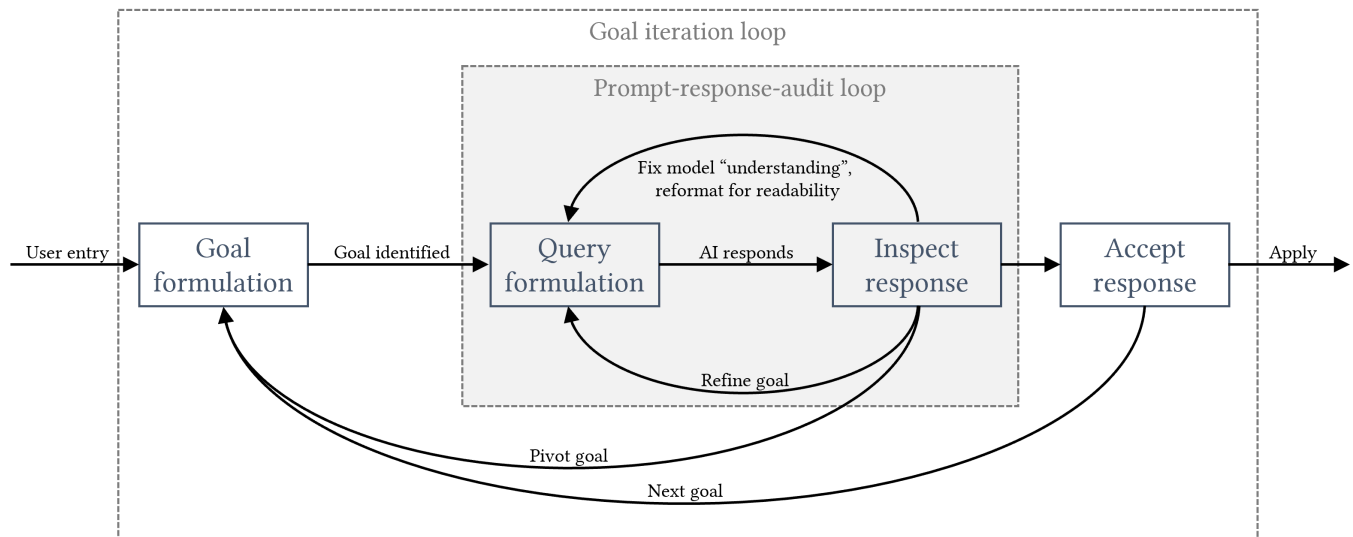 Goal iteration loop
Prompt-response-audit loop
Fix model “understanding”,
reformat for readability
User entry
Goal
formulation
Goal identified
Query
formulation
AI responds
Inspect
response
Accept
response
Apply
Refine goal
Pivot goal
Next goal